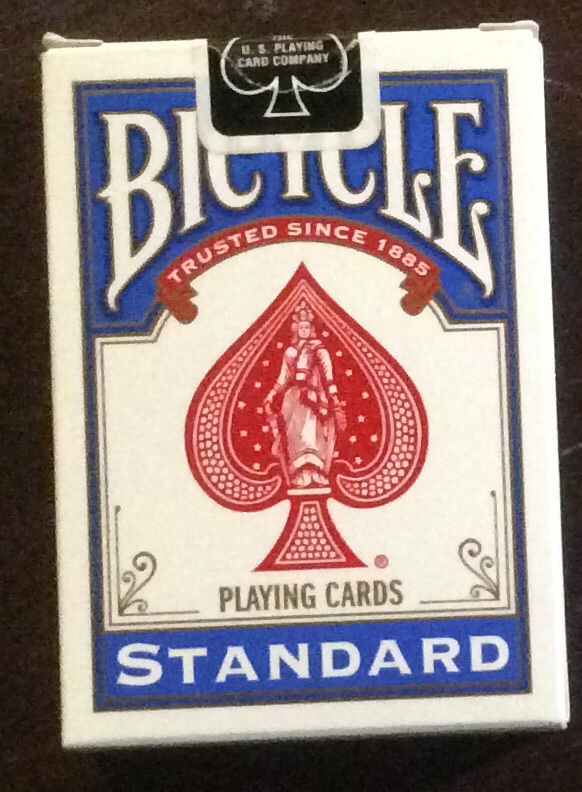 U. S. PLAYING
CARD COMPANY
BICYCLE
TRUSTED SINCE 1885
®
PLAYING CARDS
STANDARD